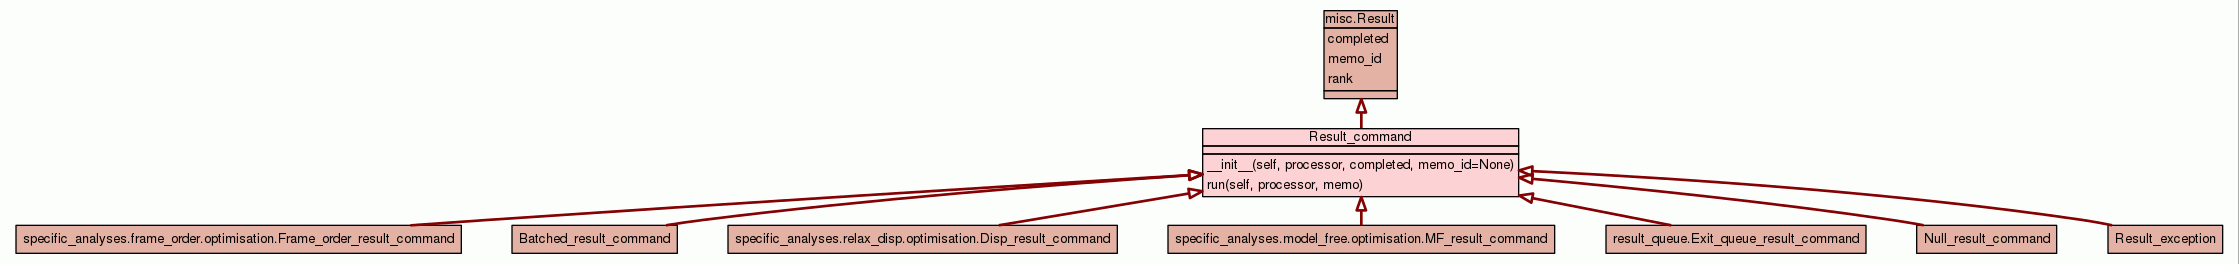 misc.Result
completed
memo_id
rank
Result_command
__init__(self, processor, completed, memo_id=None)
run(self, processor, memo)
specific_analyses.frame_order.optimisation.Frame_order_result_command
Batched_result_command
specific_analyses.relax_disp.optimisation.Disp_result_command
specific_analyses.model_free.optimisation.MF_result_command
result_queue.Exit_queue_result_command
Null_result_command
Result_exception